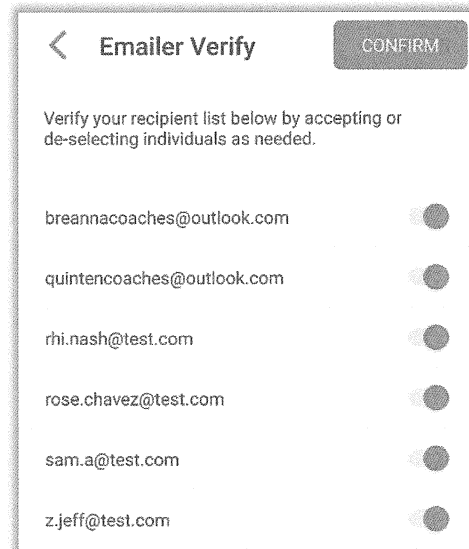 Emailer Verify
CONFIRM
Verify your recipient list below by accepting or
de-selecting individuals as needed.
breannacoaches@outlook.com
quintencoaches@outlook.com
rhi.nash@test.com
rose.chavez@test.com
sam.a@test.com
z.jeff@test.com